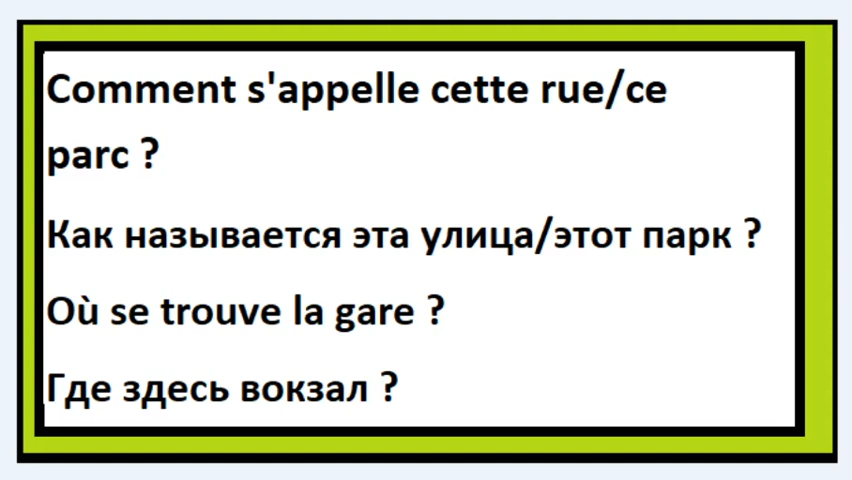 Comment s'appelle cette rue/ce
parc ?
Как называется эта улица/этот парк ?
Où se trouve la gare ?
Где здесь вокзал ?